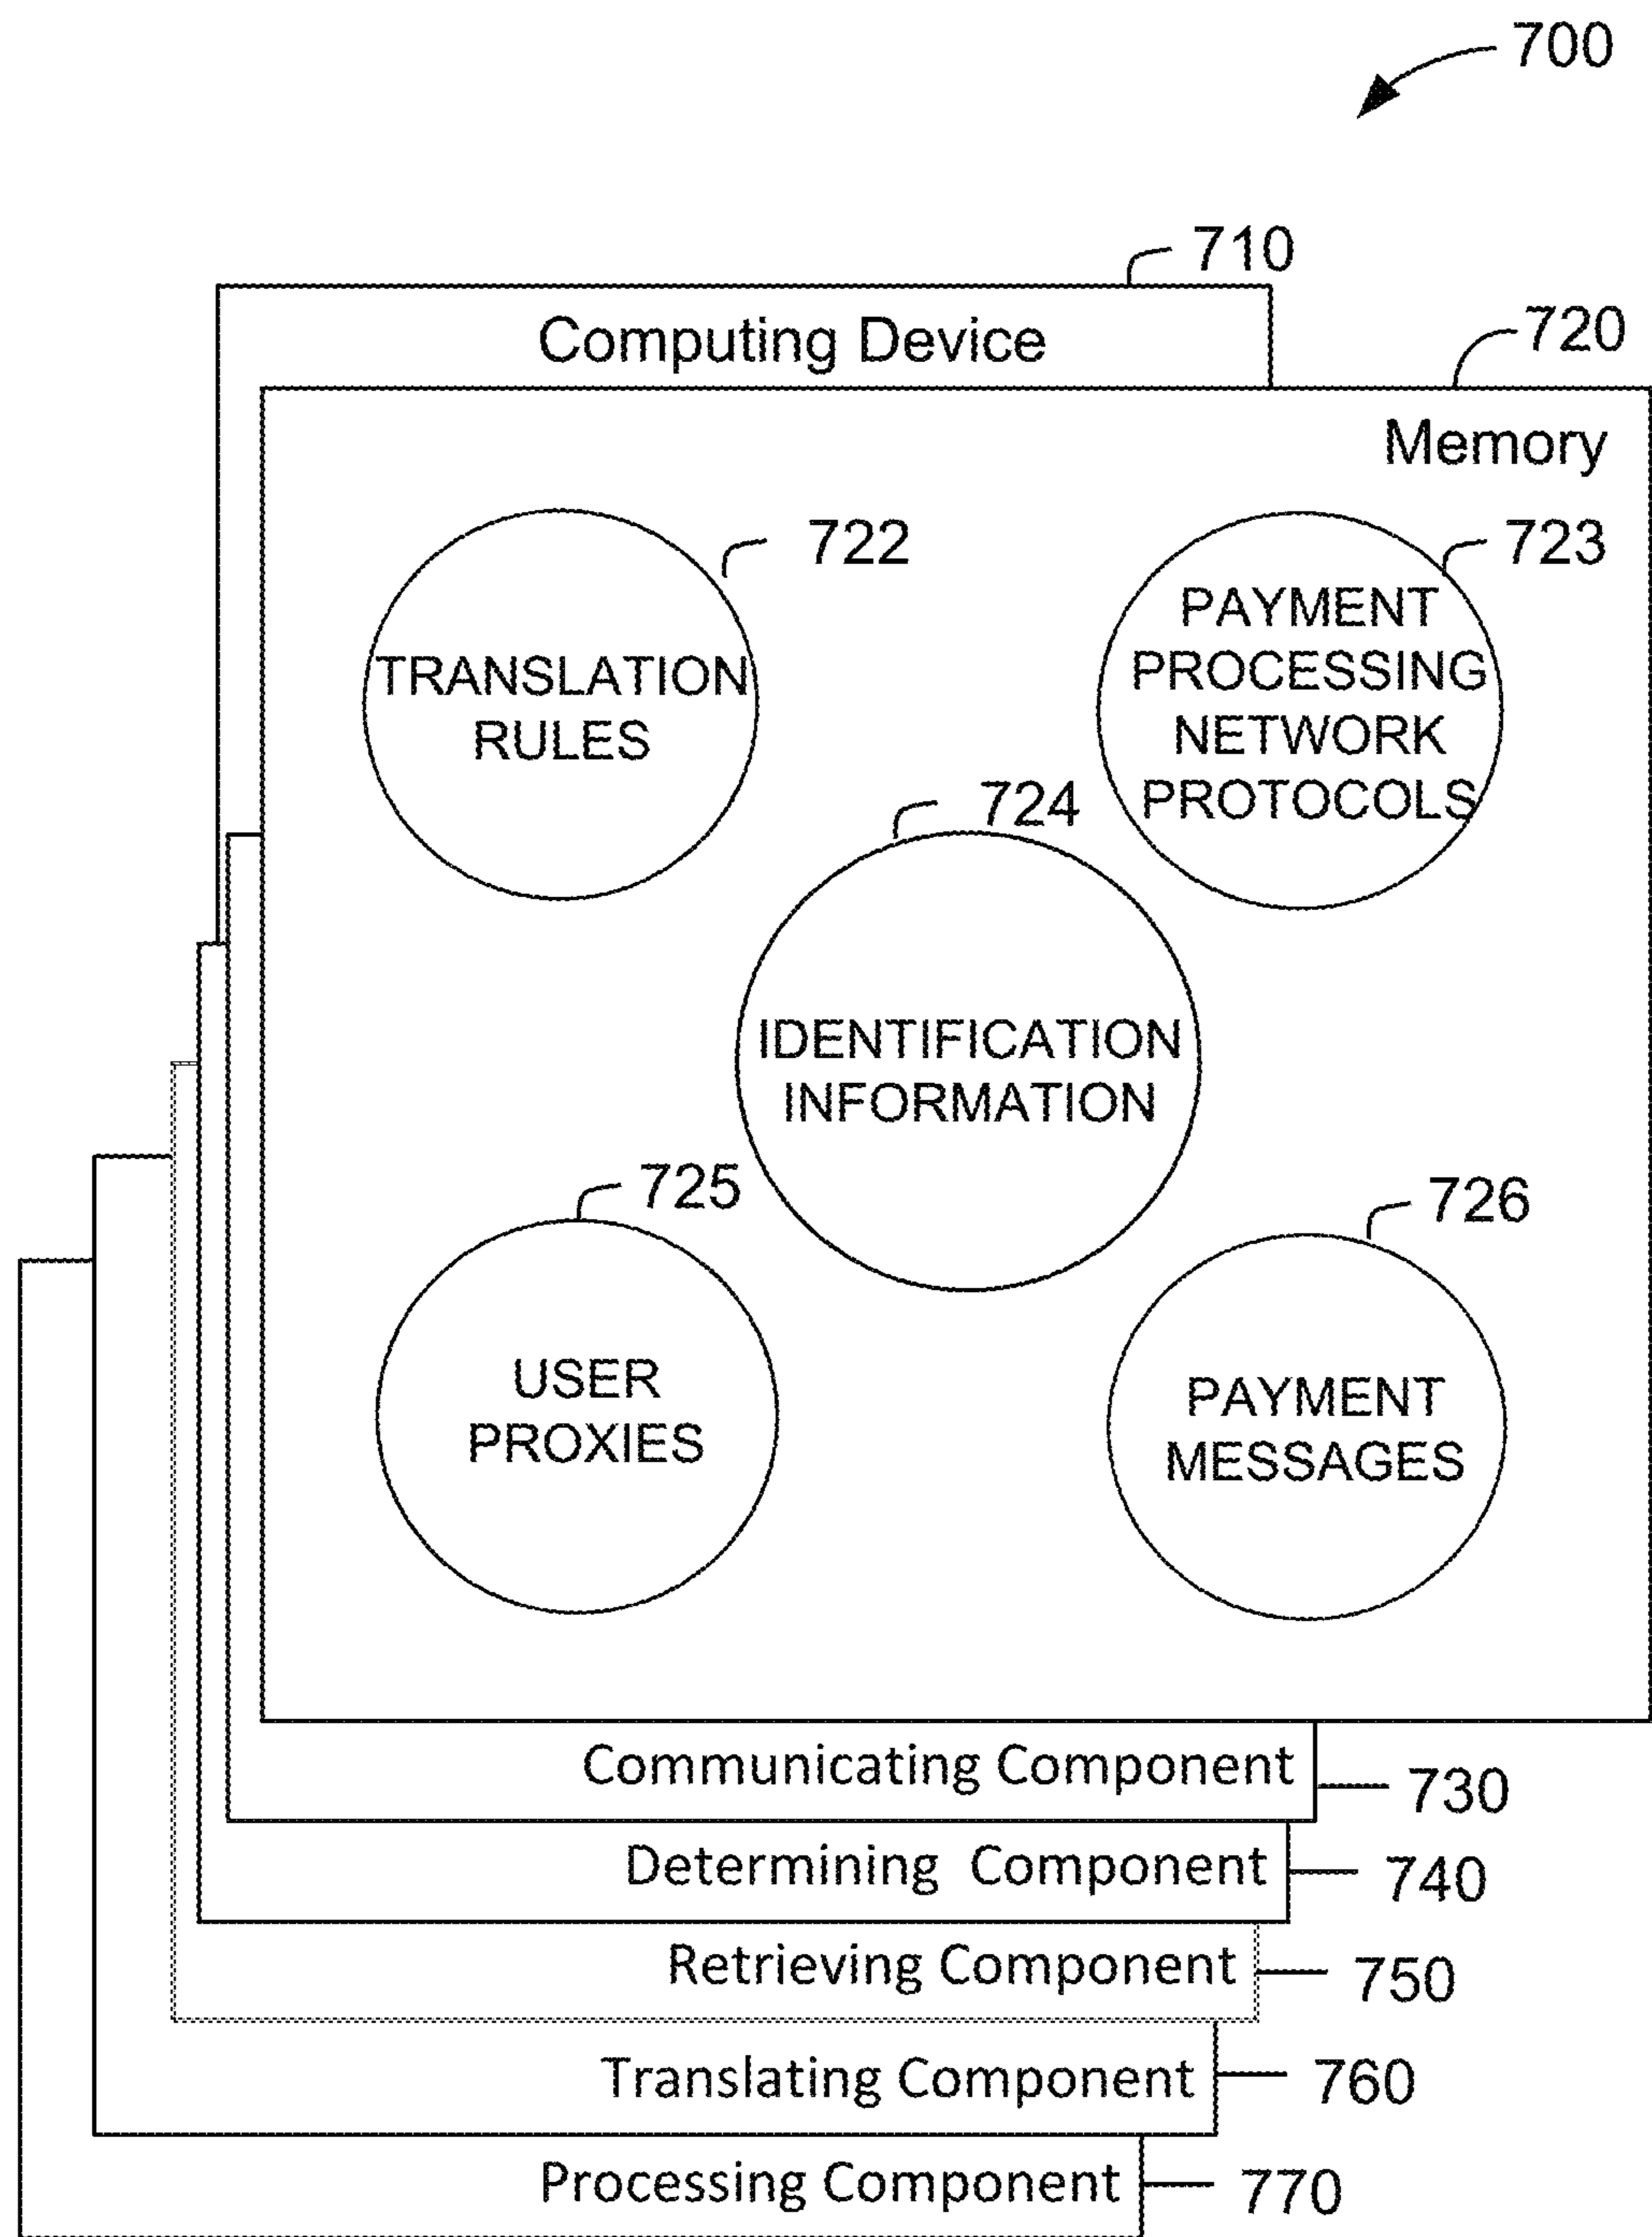 700
710
Computing Device
720
Memory
722
723
TRANSLATION
RULES
PAYMENT
PROCESSING
NETWORK
PROTOCOLS
724
IDENTIFICATION
INFORMATION
725
726
USER
PROXIES
PAYMENT
MESSAGES
Communicating Component
730
Determining Component
740
Retrieving Component
750
Translating Component
760
Processing Component
770